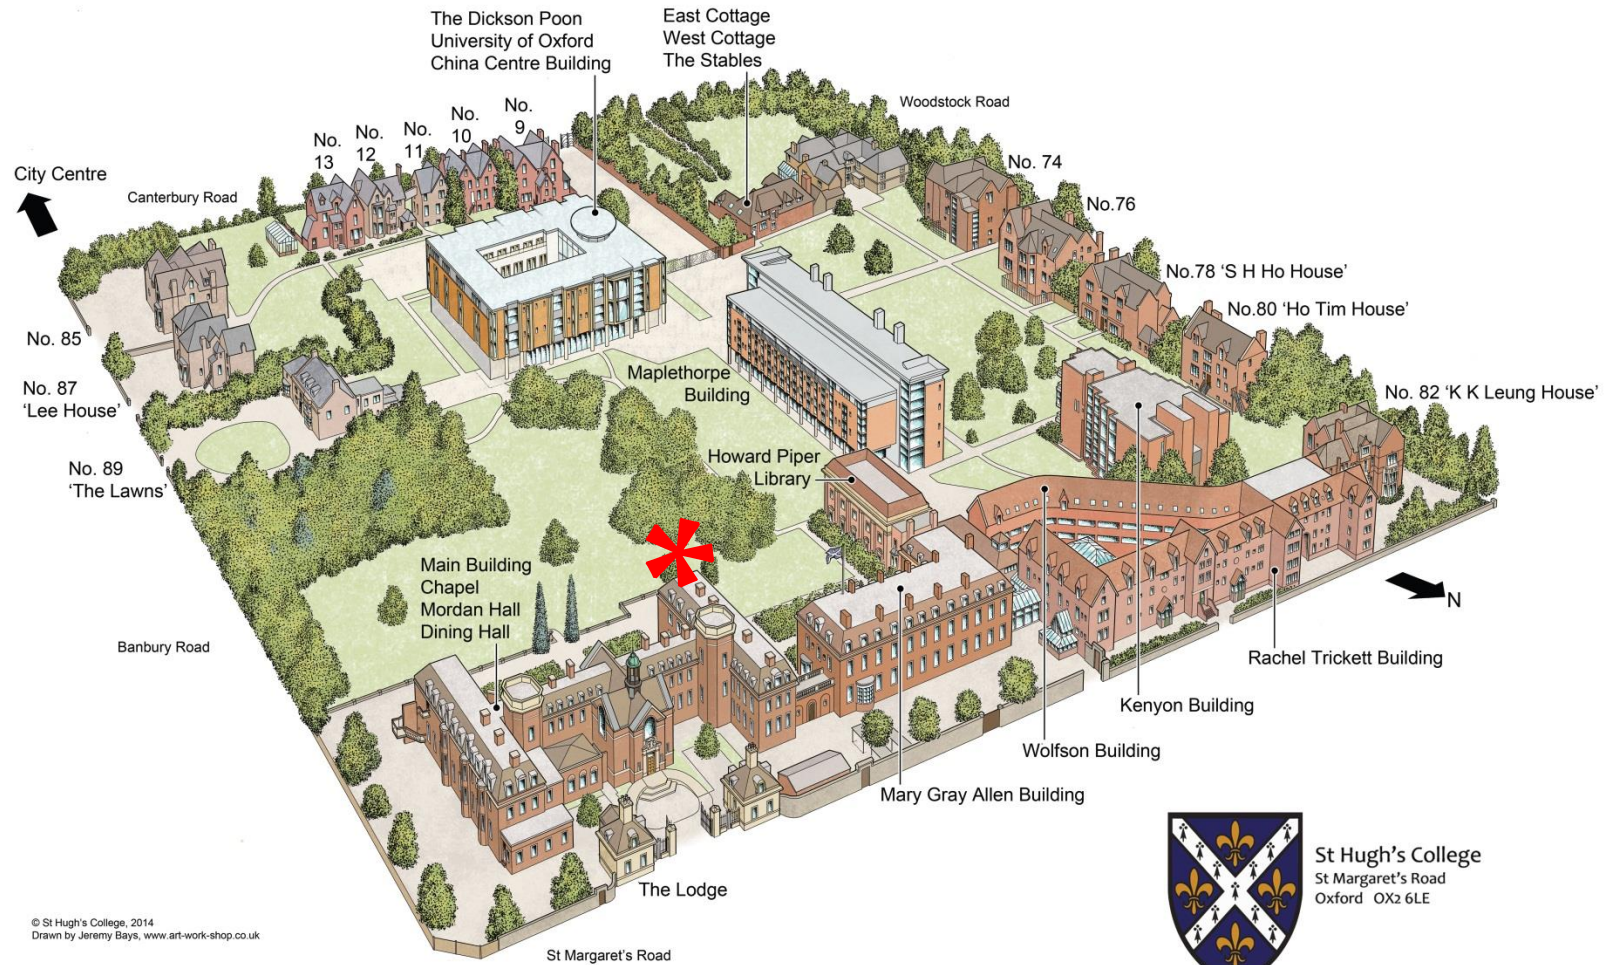 The Dickson Poon
University of Oxford
China Centre Building
East Cottage
West Cottage
The Stables
Woodstock Road
No.
13
No.
12
No.
11
No.
10
No.
9
No. 74
City Centre
Canterbury Road
No.76
No.78 ‘S H Ho House’
No.80 ‘Ho Tim House’
No. 85
No. 87
‘Lee House’
Maplethorpe
Building
No. 82 ‘K K Leung House’
Howard Piper
Library
No. 89
‘The Lawns’
Main Building
Chapel
Mordan Hall
Dining Hall
N
Banbury Road
Rachel Trickett Building
Kenyon Building
Wolfson Building
Mary Gray Allen Building
The Lodge
St Hugh's College
St Margaret's Road
Oxford OX2 6LE
© St Hugh's College, 2014
Drawn by Jeremy Bays, www.art-work-shop.co.uk
St Margaret's Road